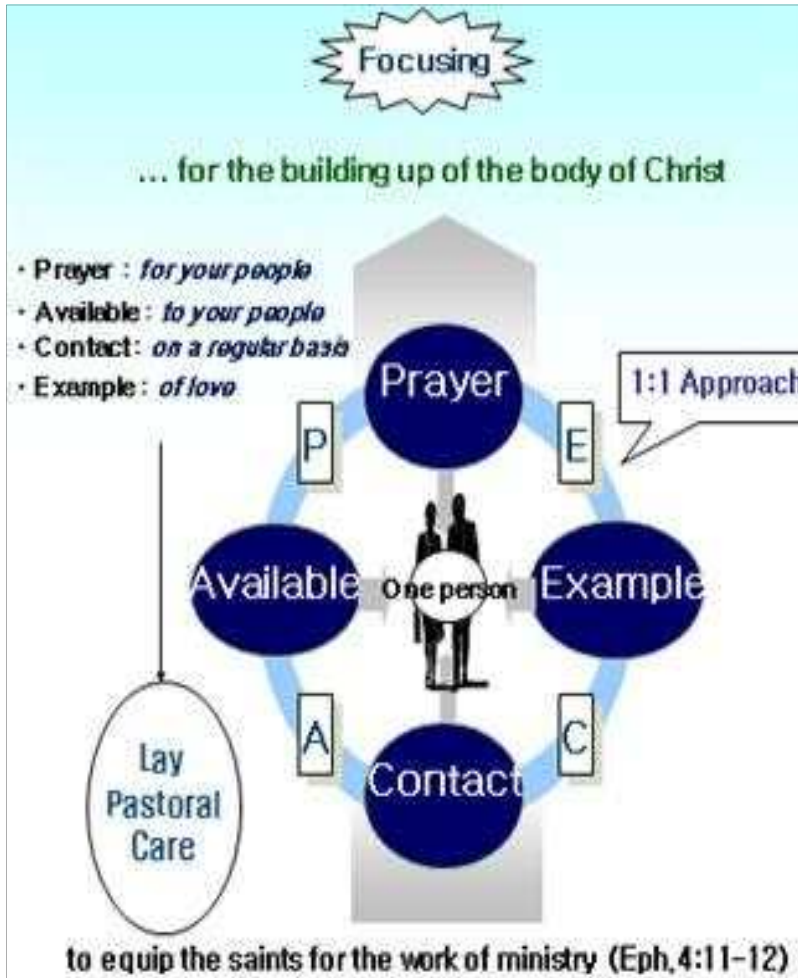 Focusing
... for the building up of the body of Christ
· Prayer : for your people
· Available : to your people
· Contact: on a regular basis
· Example : of love
1:1 Approach
Prayer
P
E
Available
One person
Example
A
C
Contact
Lay
Pastoral
Care
to equip the saints for the work of ministry (Eph, 4:11-12)